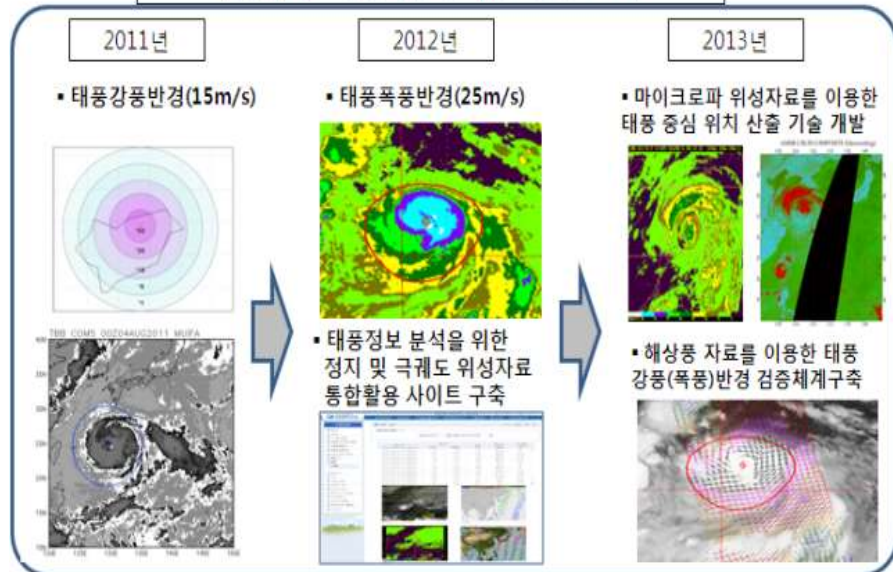 2011년
2012년
2013년
▪ 태풍강풍반경(15m/s)
▪ 태풍폭풍반경(25m/s)
▪ 태풍정보 분석을 위한
정지 및 극궤도 위성자료
통합활용 사이트 구축
▪ 마이크로파 위성자료를 이용한
태풍 중심 위치 산출 기술 개발
▪ 해상풍 자료를 이용한 태풍
강풍(폭풍)반경 검증체계구축
TBB COMS 00Z04AUG2011 MUIFA